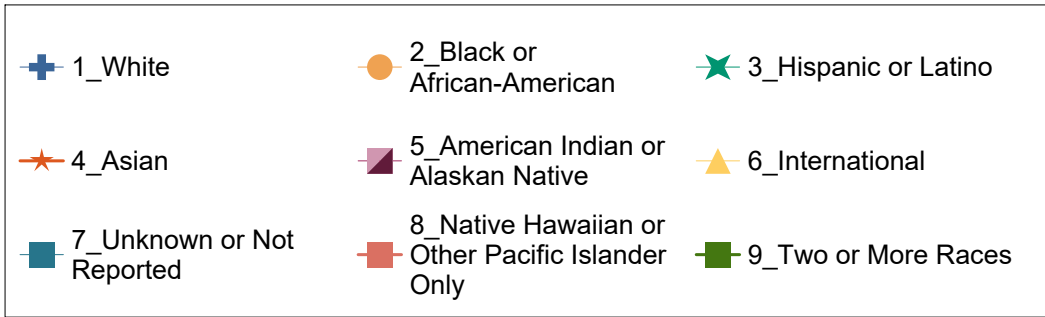 1_White
2_Black or
African-American
3_Hispanic or Latino
4_Asian
5_American Indian or
Alaskan Native
6_International
7_Unknown or Not
Reported
8_Native Hawaiian or
Other Pacific Islander
Only
9_Two or More Races